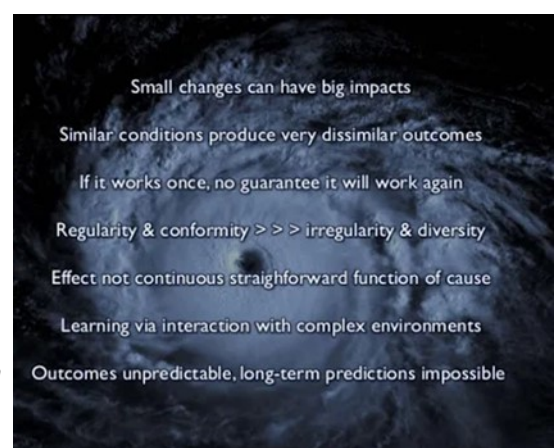 Small changes can have big impacts
Similar conditions produce very dissimilar outcomes
If it works once, no guarantee it will work again
Regularity & conformity > > > irregularity & diversity
Effect not continuous straighforward function of cause
Learning via interaction with complex environments
Outcomes unpredictable, long-term predictions impossible